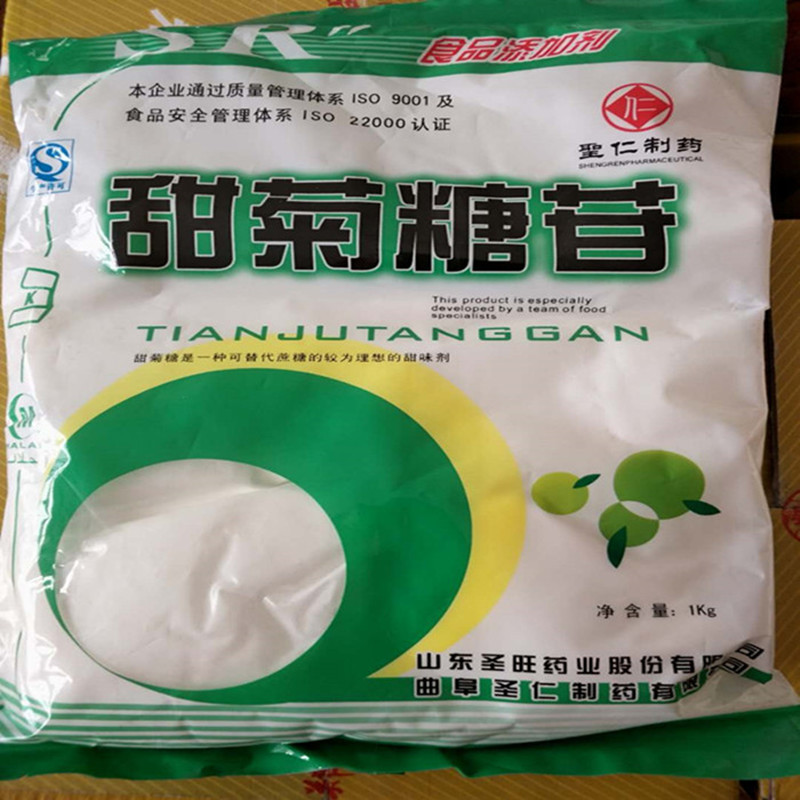 SR"
食品添加剂
本企业通过质量管理体系 ISO 9001 及
食品安全管理体系 ISO 22000 认证
仁
聖仁制药
SHENGRENPHARMACEUTICAL
S
K
甜菊糖苷
This product is especially
developed by a team of food
specialists
TIANJUTANGGAN
甜菊糖是一种可替代蔗糖的较为理想的甜味剂
净含量：1Kg
山东圣旺药业股份有限公司
曲阜圣仁制药有限公司